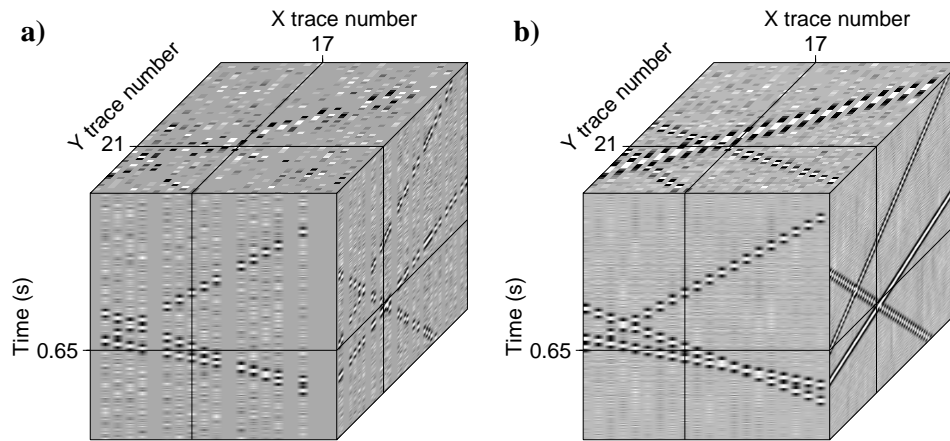 a)
X trace number
17
Y trace number
21
Time (s)
0.65
b)
X trace number
17
Y trace number
21
Time (s)
0.65